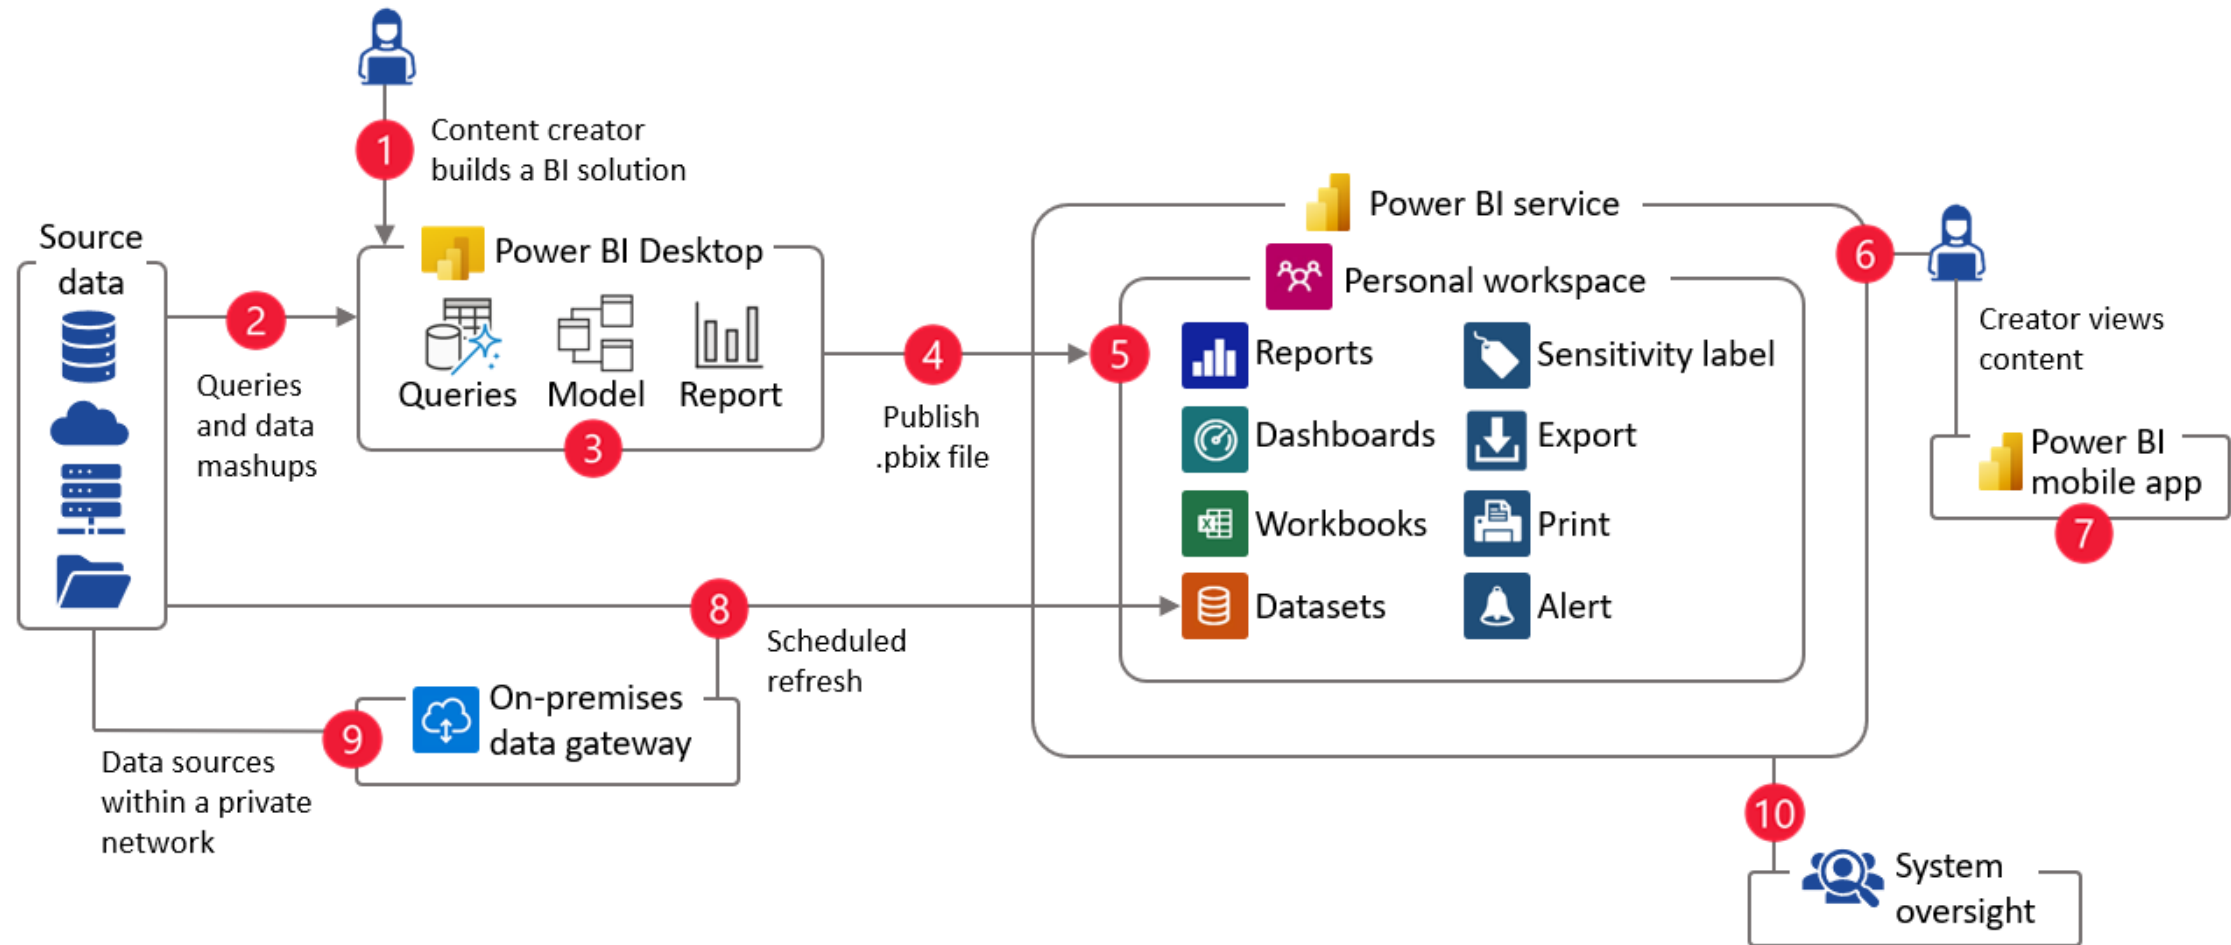 1
Content creator
builds a BI solution
Source
data
2
Queries
and data
mashups
Power BI Desktop
Queries
Model
Report
3
4
Publish
.pbix file
Power BI service
Personal workspace
5
Reports
Sensitivity label
Dashboards
Export
Workbooks
Print
Datasets
Alert
6
Creator views
content
Power BI
mobile app
7
8
Scheduled
refresh
9
On-premises
data gateway
Data sources
within a private
network
10
System
oversight